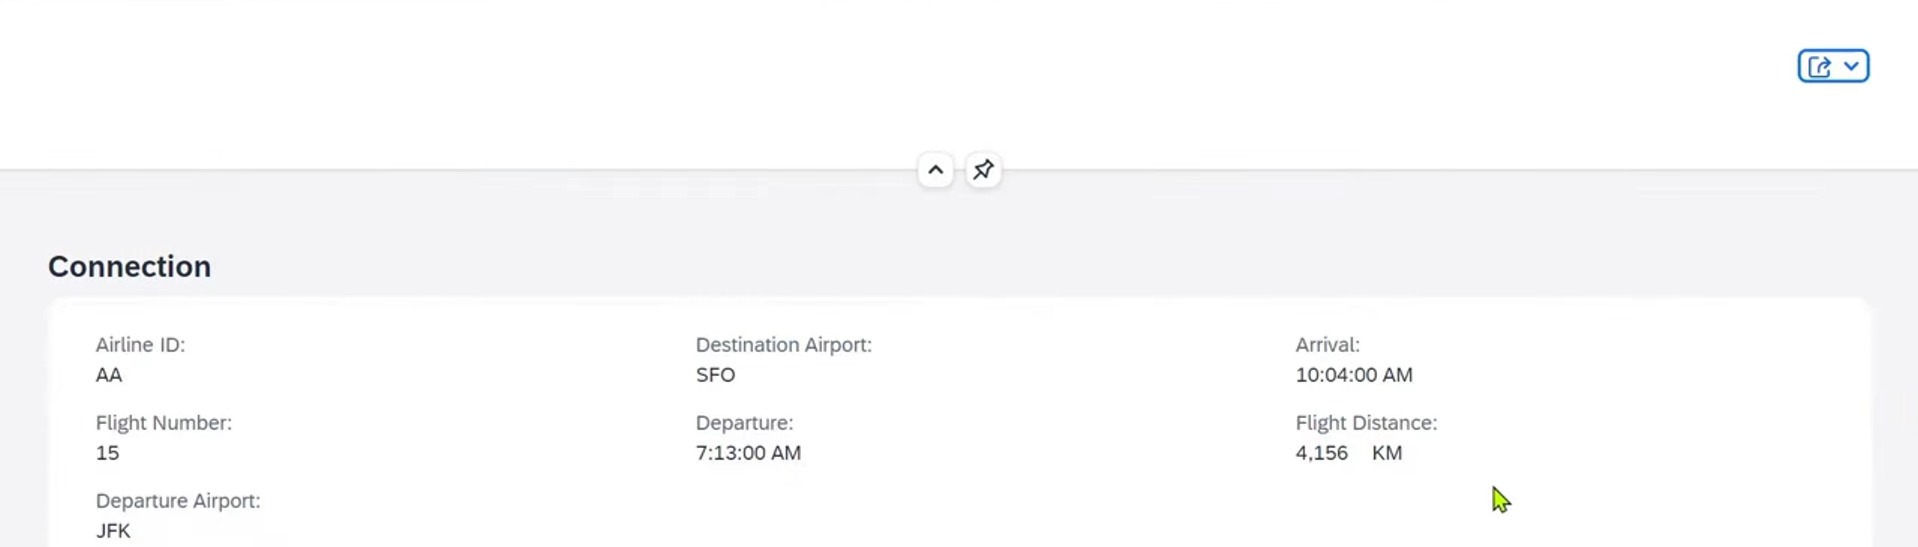 Connection
Airline ID:
AA
Flight Number:
15
Departure Airport:
JFK
Destination Airport:
SFO
Departure:
7:13:00 AM
Arrival:
10:04:00 AM
Flight Distance:
4,156 KM